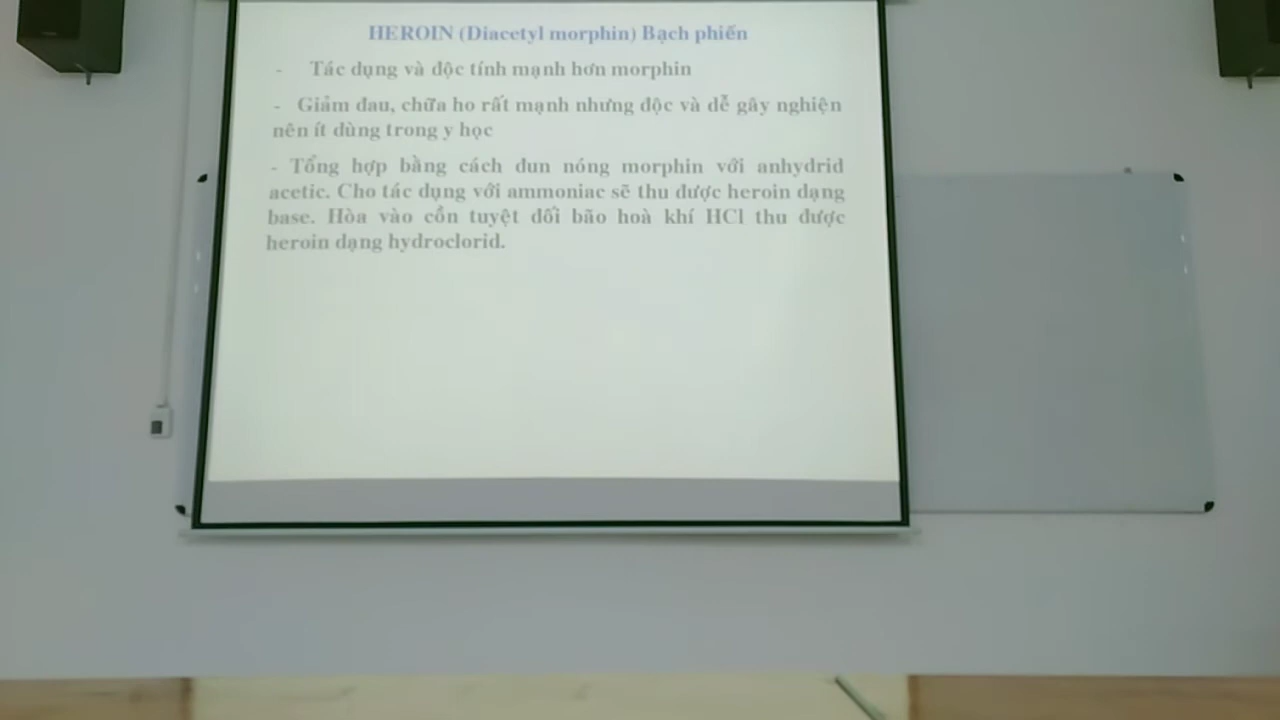 HEROIN (Diacetyl morphin) Bạch phiến
- Tác dụng và độc tính mạnh hơn morphin
- Giảm đau, chữa ho rất mạnh nhưng độc và dễ gây nghiện
nên ít dùng trong y học
- Tổng hợp bằng cách đun nóng morphin với anhydrid
acetic. Cho tác dụng với ammoniac sẽ thu được heroin dạng
base. Hòa vào cồn tuyệt đối bão hoà khí HCl thu được
heroin dạng hydroclorid.